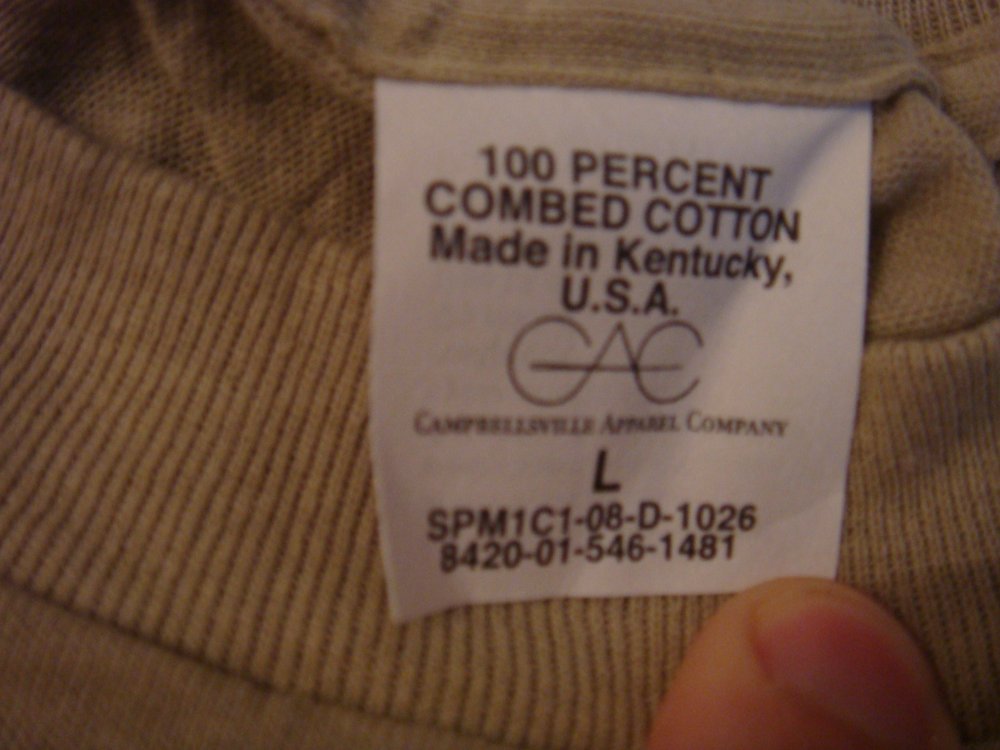 100 PERCENT
COMBED COTTON
Made in Kentucky,
U.S.A.
CAC
CAMPBELLSVILLE APPAREL COMPANY
L
SPM1C1-08-D-1026
8420-01-546-1481